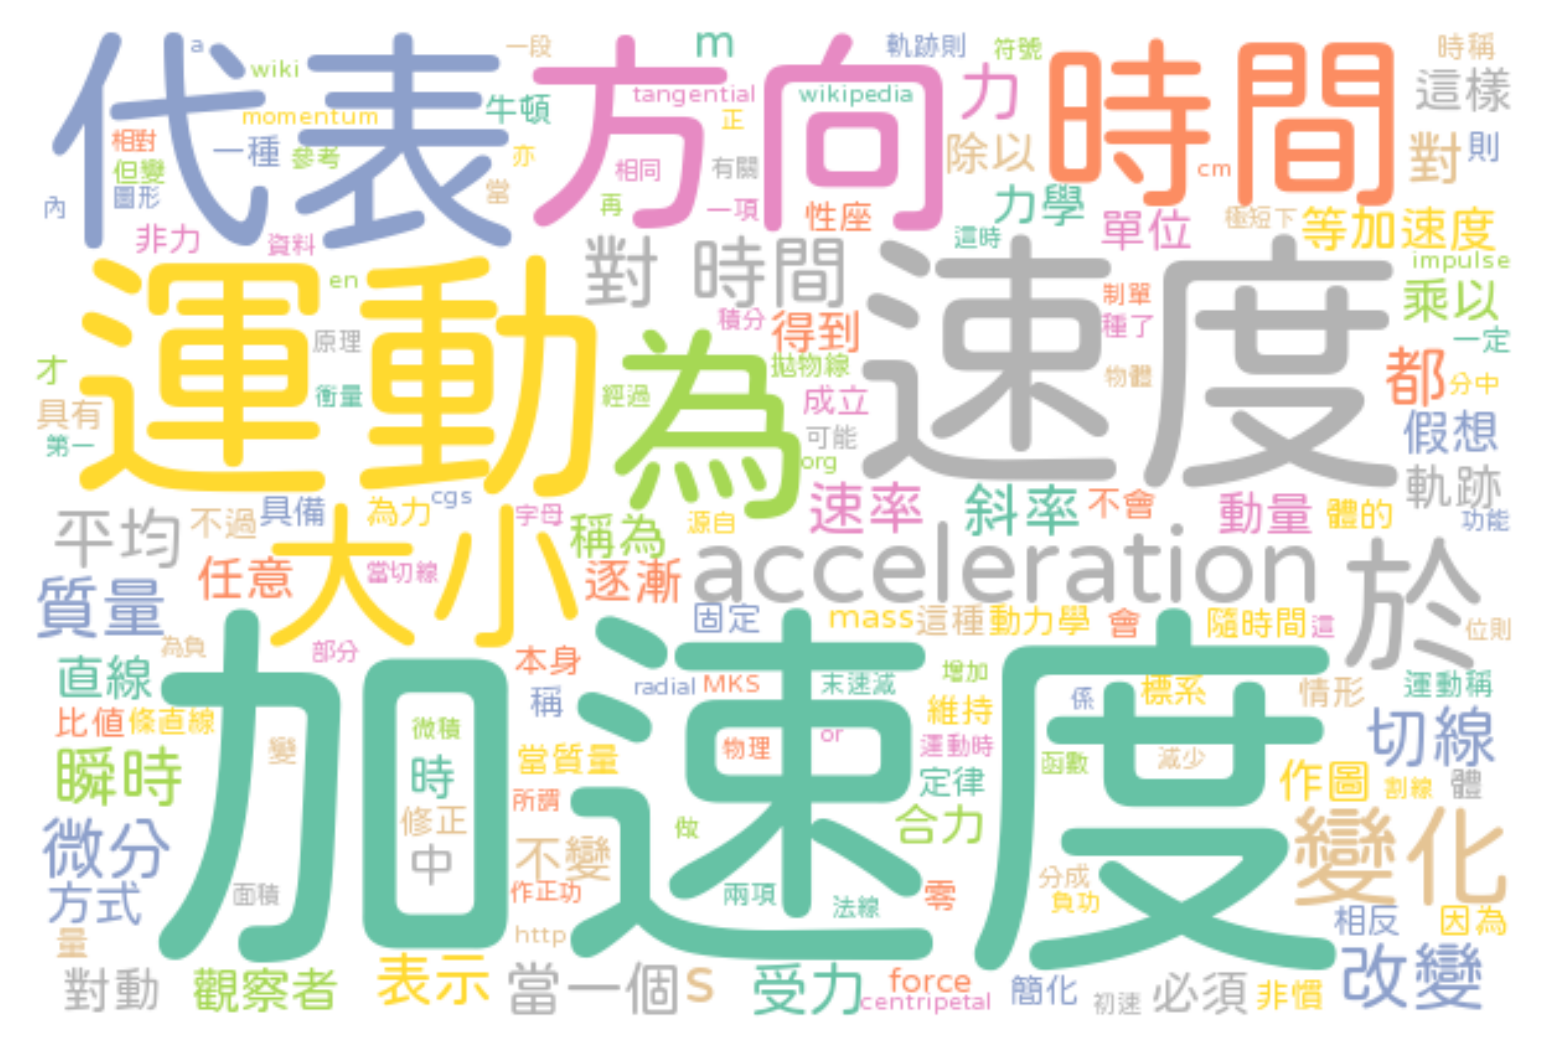 代表
方向
時間
a
一段
m
軌跡則
符號
時稱
wiki
momentum
牛頓
tangential
wikipedia
力
這樣
相對
一種
參考
亦
正
除以
cm
對
則
但變
圖形
當
相同
有關
再
一項
性座
力學
內
非力
資料
這時
單位
極短下
等加速度
運動
en
對 時間
速度
impulse
制單
乘以
原理
積分
得到
種了
一定
為
拋物線
才
衡量
經過
成立
物體
都
分中
具有
第一
可能
org
假想
軌跡
平均
不過
具備
為力
cgs
字母
稱為
源自
速率
斜率
不會
動量
體的
功能
大小
任意
當切線
逐漸
acceleration
於
質量
固定
mass
這種
動力學
會
隨時間
這
位則
加速度
為負
部分
直線
本身
radial
MKS
末速減
增加
係
標系
情形
運動稱
比值
條直線
稱
維持
微積
物理
or
運動時
切線
變
瞬時
時
當質量
定律
函數
減少
作圖
割線
體
所謂
修正
微分
中
不變
做
合力
變化
方式
面積
作正功
兩項
法線
零
分成
負功
相反
因為
量
http
對動
觀察者
表示
當一個
s
受力
force
centripetal
簡化
初速
必須
非慣
改變